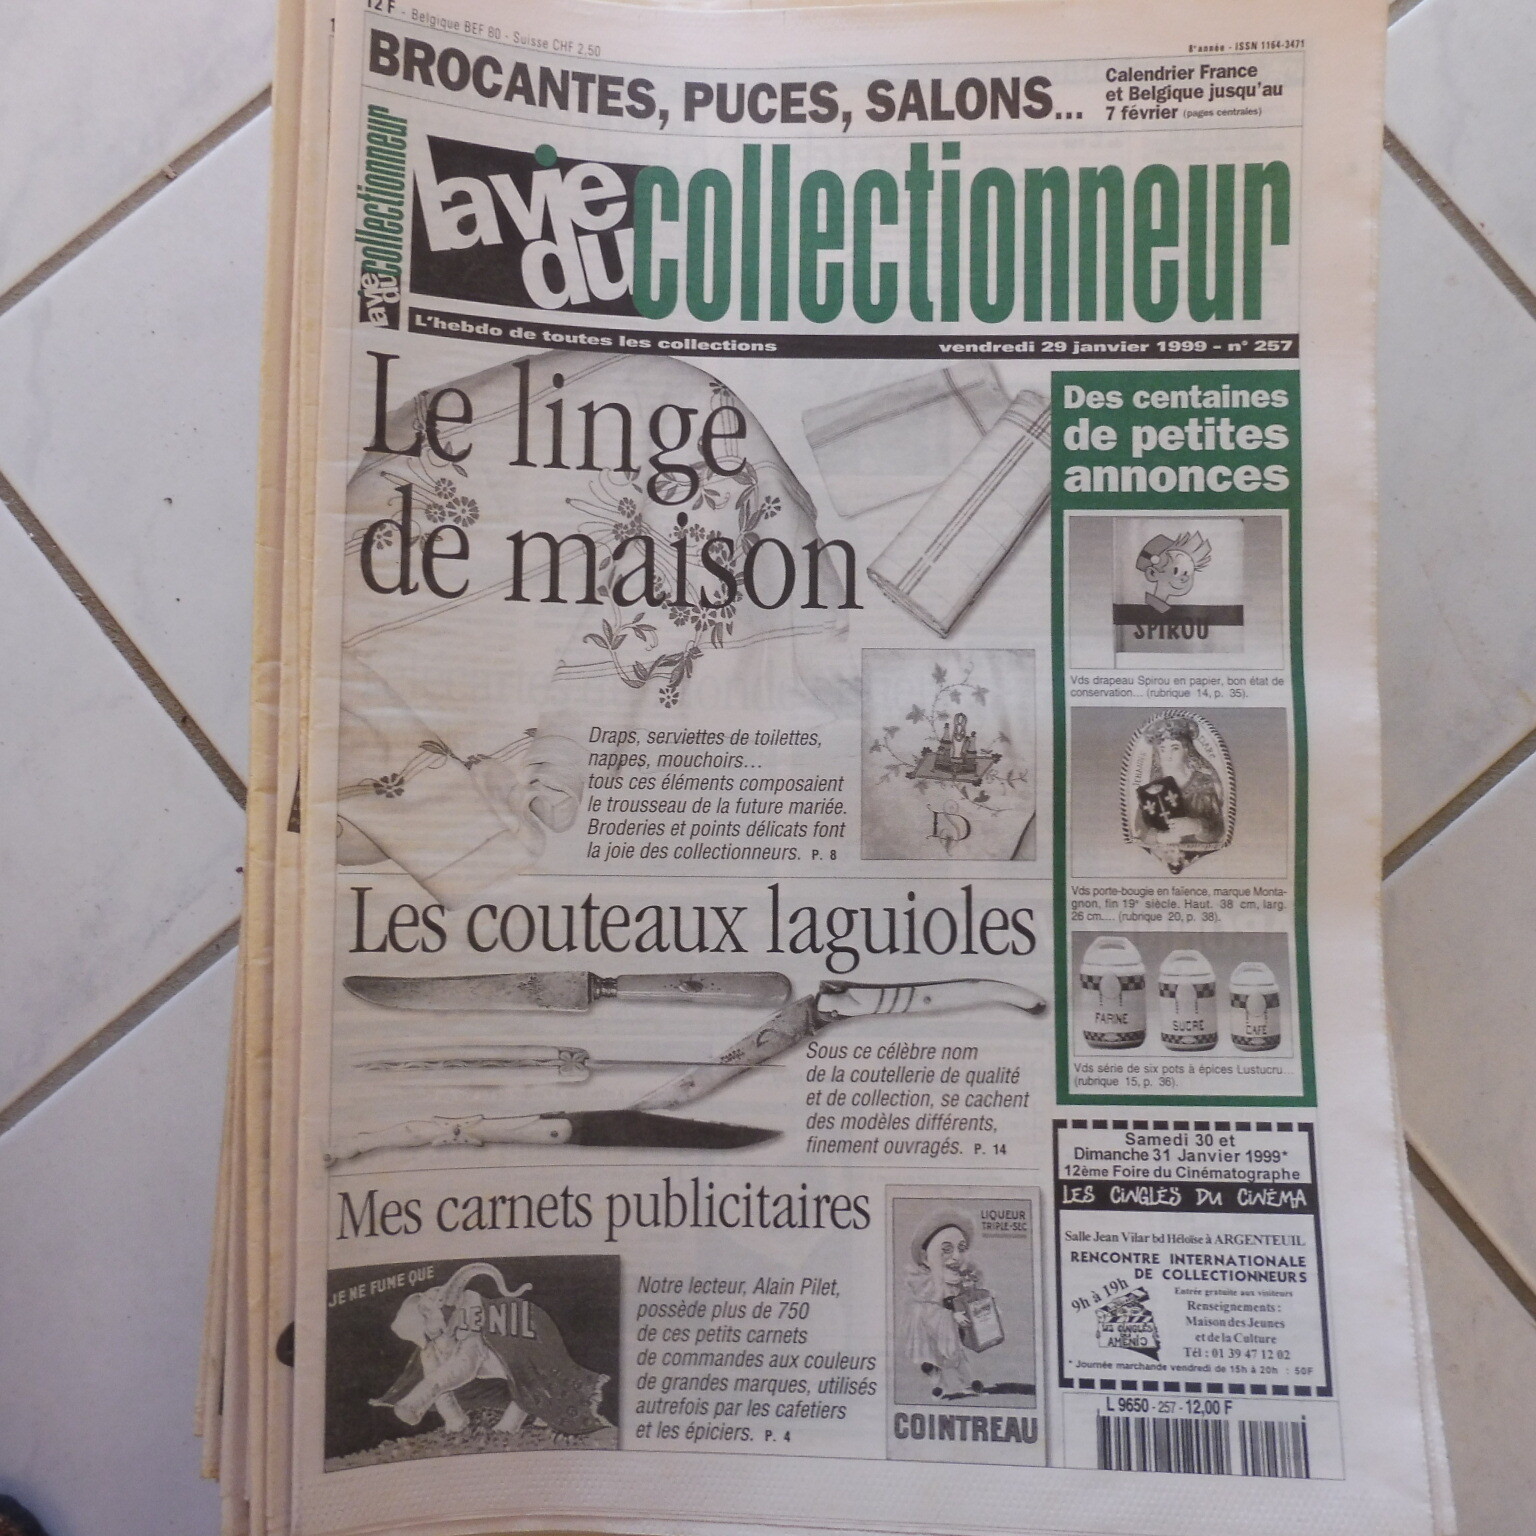 12 F - Belgique BEF 80 - Suisse CHF 2,50
8e année - ISSN 1164-3471
BROCANTES, PUCES, SALONS...
Calendrier France
et Belgique jusqu'au
7 février (pages centrales)
la vie du collectionneur
la vie du collectionneur
L'hebdo de toutes les collections
vendredi 29 janvier 1999 - n° 257
Le linge
de maison
Draps, serviettes de toilettes,
nappes, mouchoirs...
tous ces éléments composaient
le trousseau de la future mariée.
Broderies et points délicats font
la joie des collectionneurs. P. 8
Les couteaux laguioles
Sous ce célèbre nom
de la coutellerie de qualité
et de collection, se cachent
des modèles différents,
finement ouvragés. P. 14
Mes carnets publicitaires
JE NE FUME QUE
LE NIL
Notre lecteur, Alain Pilet,
possède plus de 750
de ces petits carnets
de commandes aux couleurs
de grandes marques, utilisés
autrefois par les cafetiers
et les épiciers. P. 4
LIQUEUR
TRIPLE-SEC
COINTREAU
Des centaines
de petites
annonces
SPIROU
Vds drapeau Spirou en papier, bon état de
conservation... (rubrique 14, p. 35).
Vds porte-bougie en faïence, marque Monta-
gnon, fin 19e siècle. Haut. 38 cm, larg.
26 cm.... (rubrique 20, p. 38).
FARINE
SUCRE
CAFE
Vds série de six pots à épices Lustucru...
(rubrique 15, p. 36).
Samedi 30 et
Dimanche 31 Janvier 1999*
12ème Foire du Cinématographe
LES CINGLÉS DU CINÉMA
Salle Jean Vilar bd Héloïse à ARGENTEUIL
RENCONTRE INTERNATIONALE
DE COLLECTIONNEURS
9h à 19h
Entrée gratuite aux visiteurs
Renseignements :
Maison des Jeunes
et de la Culture
Tél : 01 39 47 12 02
* Journée marchande vendredi de 15h à 20h : 50F
L 9650 - 257 - 12,00 F